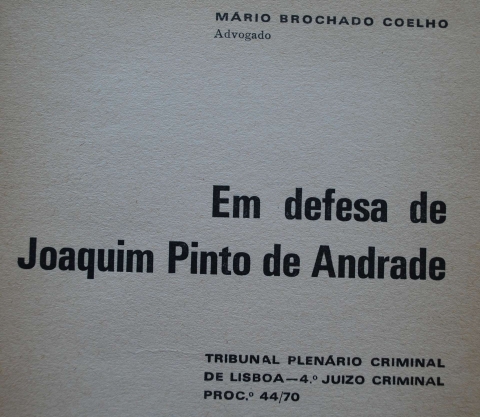 MÁRIO BROCHADO COELHO
Advogado
Em defesa de
Joaquim Pinto de Andrade
TRIBUNAL PLENÁRIO CRIMINAL
DE LISBOA—4.º JUIZO CRIMINAL
PROC.º 44/70